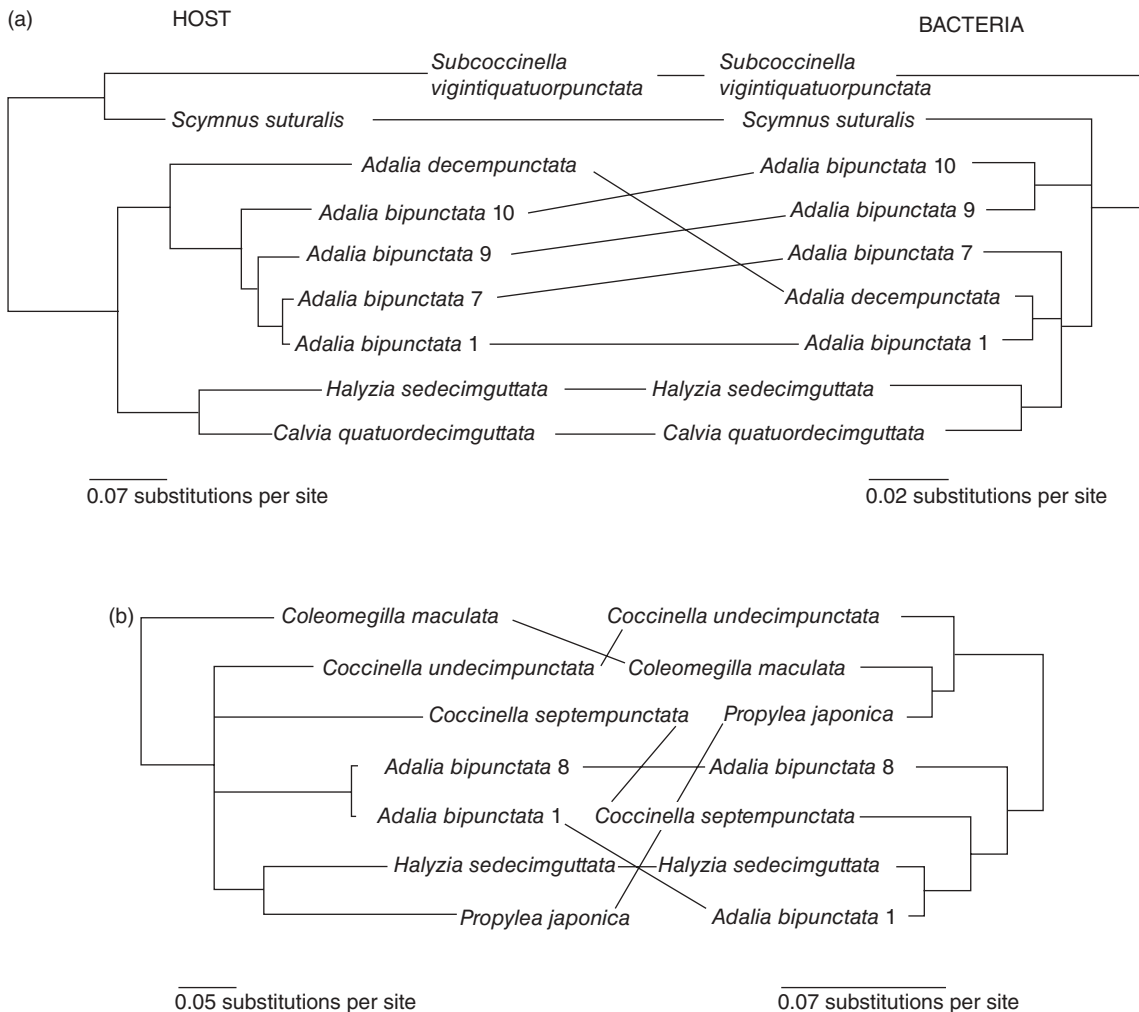 (a)
HOST
BACTERIA
Subcoccinella
vigintiquatuorpunctata
Subcoccinella
vigintiquatuorpunctata
Scymnus suturalis
Scymnus suturalis
Adalia decempunctata
Adalia bipunctata 10
Adalia bipunctata 10
Adalia bipunctata 9
Adalia bipunctata 9
Adalia bipunctata 7
Adalia bipunctata 7
Adalia decempunctata
Adalia bipunctata 1
Adalia bipunctata 1
Halyzia sedecimguttata
Halyzia sedecimguttata
Calvia quatuordecimguttata
Calvia quatuordecimguttata
0.07 substitutions per site
0.02 substitutions per site
(b)
Coleomegilla maculata
Coccinella undecimpunctata
Coccinella undecimpunctata
Coleomegilla maculata
Coccinella septempunctata
Propylea japonica
Adalia bipunctata 8
Adalia bipunctata 8
Adalia bipunctata 1
Coccinella septempunctata
Halyzia sedecimguttata
Halyzia sedecimguttata
Propylea japonica
Adalia bipunctata 1
0.05 substitutions per site
0.07 substitutions per site